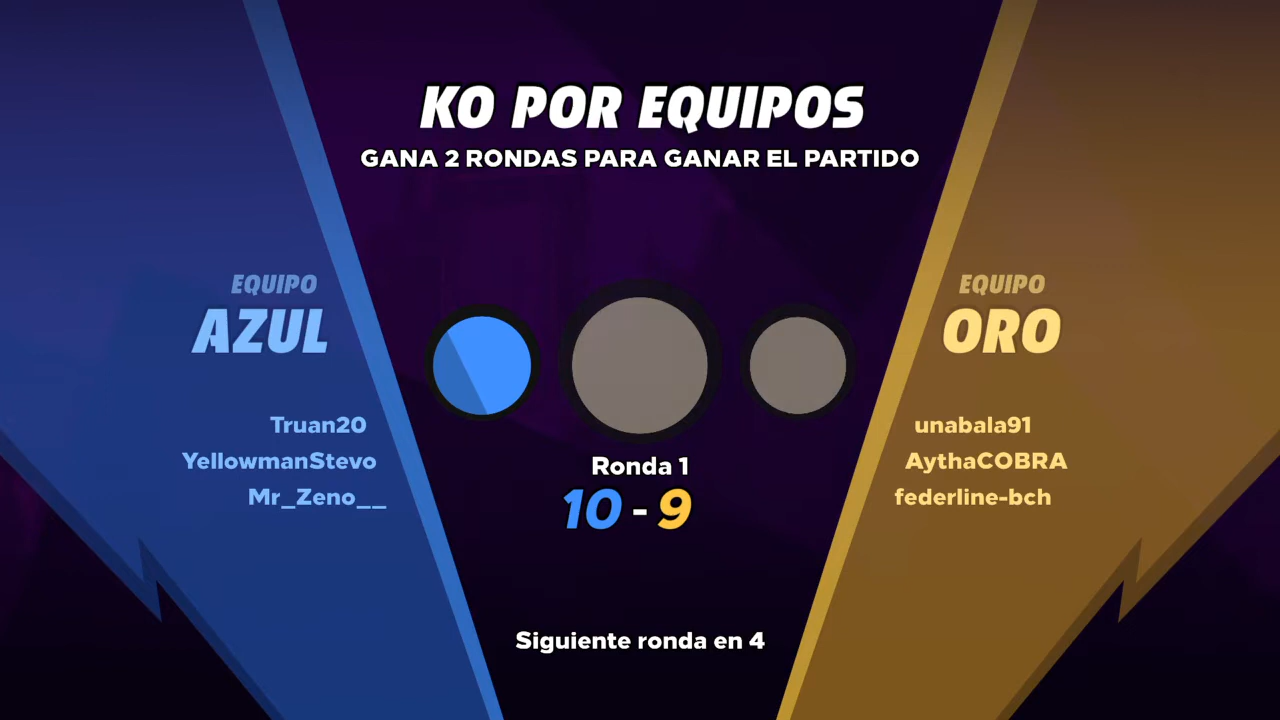 KO POR EQUIPOS
GANA 2 RONDAS PARA GANAR EL PARTIDO
EQUIPO
AZUL
Truan20
YellowmanStevo
Mr_Zeno__
Ronda 1
10 - 9
EQUIPO
ORO
unabala91
AythaCOBRA
federline-bch
Siguiente ronda en 4